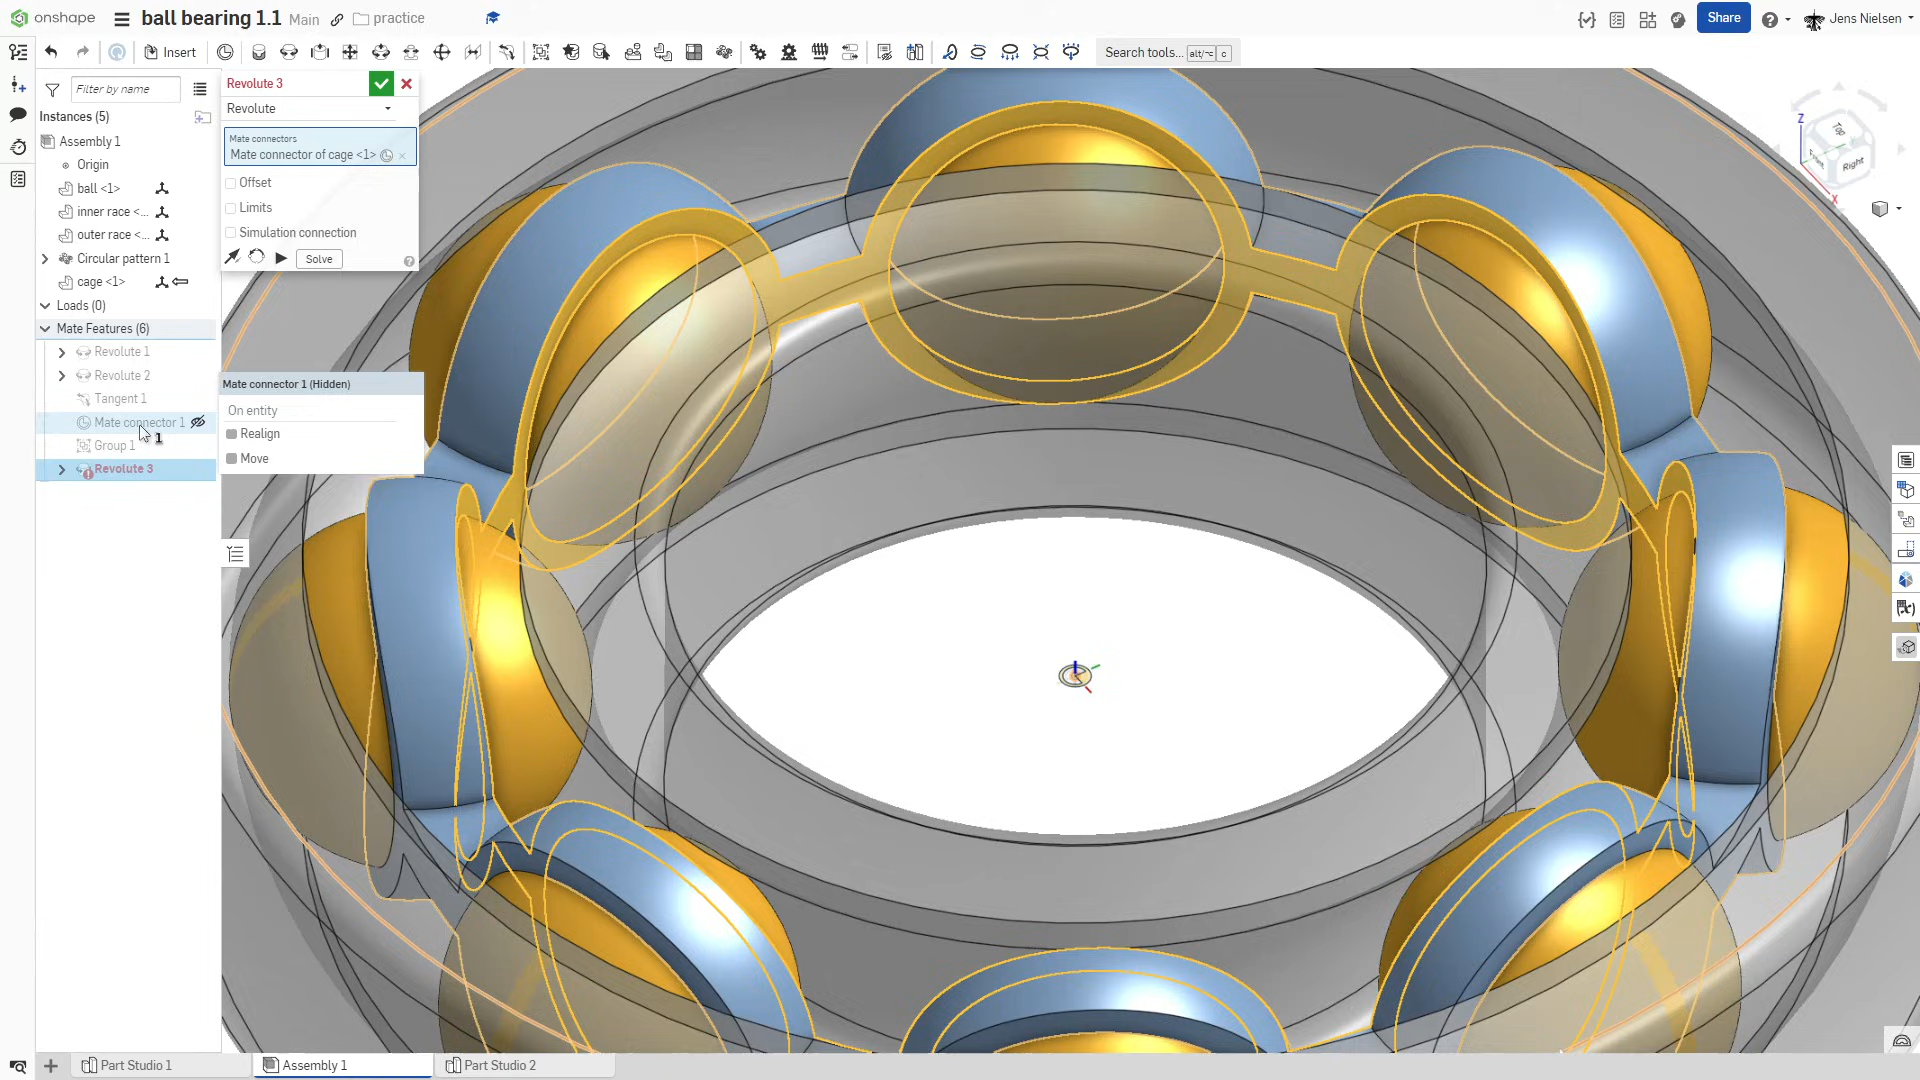 onshape
ball bearing 1.1 Main practice
Share
Jens Nielsen
Insert
Search tools... alt/⌥ c
Filter by name
Instances (5)
Assembly 1
Origin
ball <1>
inner race <...
outer race <...
Circular pattern 1
cage <1>
Loads (0)
Mate Features (6)
Revolute 1
Revolute 2
Tangent 1
Mate connector 1
Group 1
Revolute 3
1
Revolute 3
Revolute
Mate connectors
Mate connector of cage <1>
Offset
Limits
Simulation connection
Solve
Mate connector 1 (Hidden)
On entity
Realign
Move
Z
Top
Front
Right
X
Part Studio 1
Assembly 1
Part Studio 2